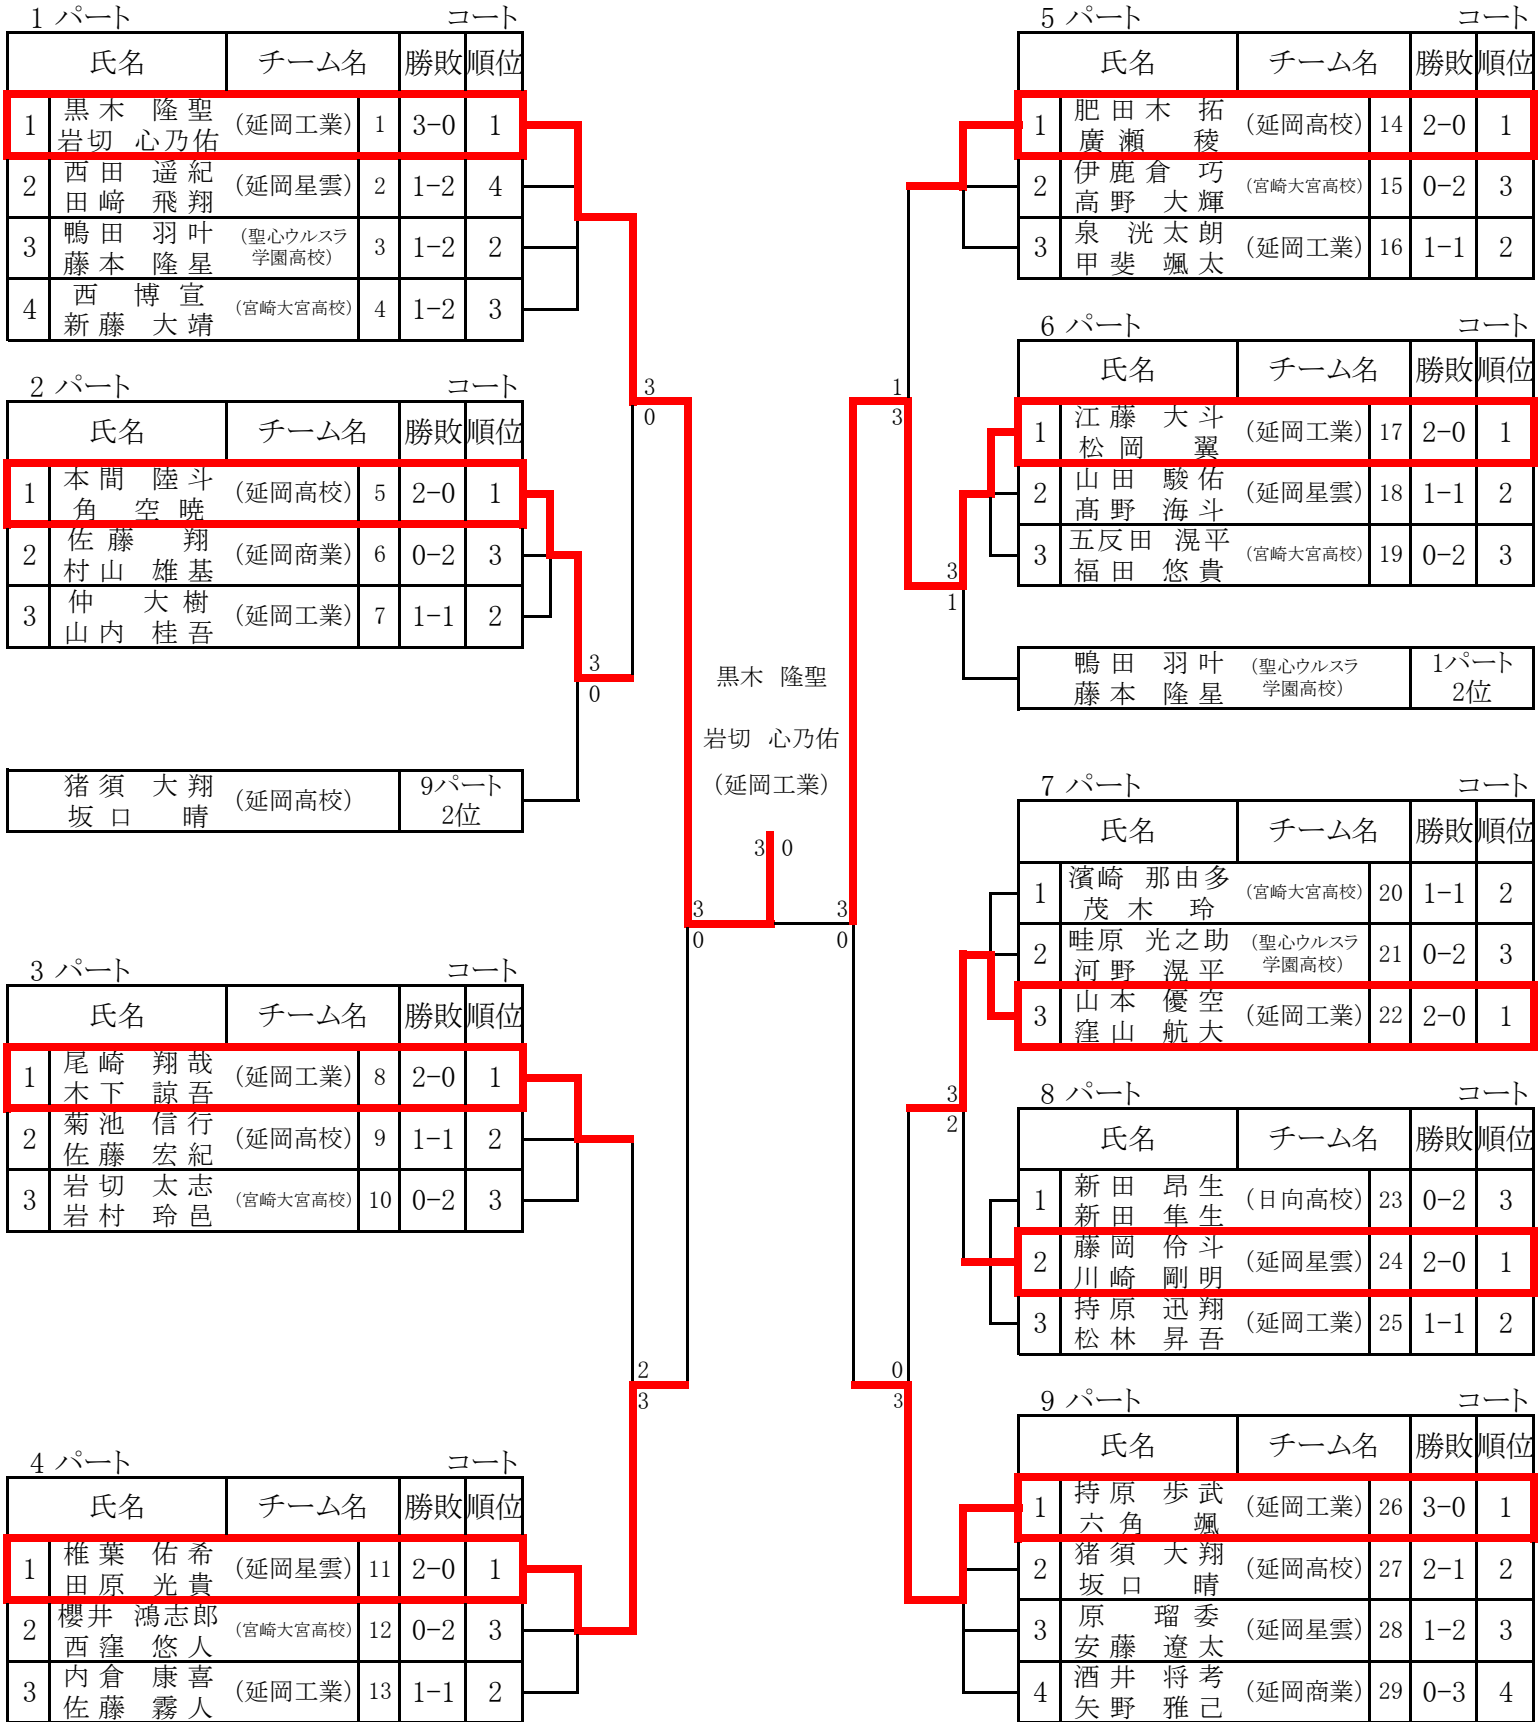 1 パート コート
氏名 チーム名 勝敗 順位
1 黒木 隆聖 岩切 心乃佑 (延岡工業) 1 3-0 1
2 西田 遥紀 田﨑 飛翔 (延岡星雲) 2 1-2 4
3 鴨田 羽叶 藤本 隆星 (聖心ウルスラ学園高校) 3 1-2 2
4 西 博宣 新藤 大靖 (宮崎大宮高校) 4 1-2 3
2 パート コート
氏名 チーム名 勝敗 順位
1 本間 陸斗 角 空暁 (延岡高校) 5 2-0 1
2 佐藤 翔 村山 雄基 (延岡商業) 6 0-2 3
3 仲 大樹 山内 桂吾 (延岡工業) 7 1-1 2
猪須 大翔 坂口 晴 (延岡高校) 9パート 2位
3 パート コート
氏名 チーム名 勝敗 順位
1 尾崎 翔哉 木下 諒吾 (延岡工業) 8 2-0 1
2 菊池 信行 佐藤 宏紀 (延岡高校) 9 1-1 2
3 岩切 太志 岩村 玲邑 (宮崎大宮高校) 10 0-2 3
4 パート コート
氏名 チーム名 勝敗 順位
1 椎葉 佑希 田原 光貴 (延岡星雲) 11 2-0 1
2 櫻井 鴻志郎 西窪 悠人 (宮崎大宮高校) 12 0-2 3
3 内倉 康喜 佐藤 霧人 (延岡工業) 13 1-1 2
3
0
3
0
3
0
2
3
黒木 隆聖
岩切 心乃佑
(延岡工業)
3 0
1
3
3
1
3
0
3
2
0
3
5 パート コート
氏名 チーム名 勝敗 順位
1 肥田木 拓 廣瀬 稜 (延岡高校) 14 2-0 1
2 伊鹿倉 巧 高野 大輝 (宮崎大宮高校) 15 0-2 3
3 泉 洸太朗 甲斐 颯太 (延岡工業) 16 1-1 2
6 パート コート
氏名 チーム名 勝敗 順位
1 江藤 大斗 松岡 翼 (延岡工業) 17 2-0 1
2 山田 駿佑 髙野 海斗 (延岡星雲) 18 1-1 2
3 五反田 滉平 福田 悠貴 (宮崎大宮高校) 19 0-2 3
鴨田 羽叶 藤本 隆星 (聖心ウルスラ学園高校) 1パート 2位
7 パート コート
氏名 チーム名 勝敗 順位
1 濱崎 那由多 茂木 玲 (宮崎大宮高校) 20 1-1 2
2 畦原 光之助 河野 滉平 (聖心ウルスラ学園高校) 21 0-2 3
3 山本 優空 窪山 航大 (延岡工業) 22 2-0 1
8 パート コート
氏名 チーム名 勝敗 順位
1 新田 昂生 新田 隼生 (日向高校) 23 0-2 3
2 藤岡 伶斗 川崎 剛明 (延岡星雲) 24 2-0 1
3 持原 迅翔 松林 昇吾 (延岡工業) 25 1-1 2
9 パート コート
氏名 チーム名 勝敗 順位
1 持原 歩武 六角 颯 (延岡工業) 26 3-0 1
2 猪須 大翔 坂口 晴 (延岡高校) 27 2-1 2
3 原 瑠委 安藤 遼太 (延岡星雲) 28 1-2 3
4 酒井 将考 矢野 雅己 (延岡商業) 29 0-3 4